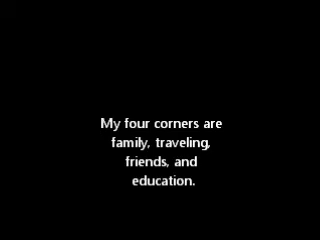 My four corners are
family, traveling,
friends, and
education.